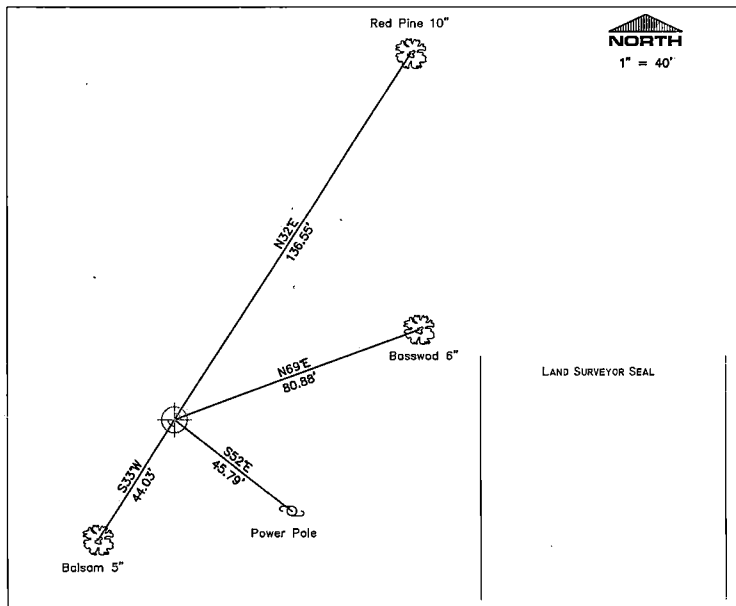 Red Pine 10"
NORTH
1" = 40'
N32°E
136.55'
N69°E
80.88'
Basswod 6"
LAND SURVEYOR SEAL
S52°E
45.79'
S33°W
44.03'
Power Pole
Balsam 5"